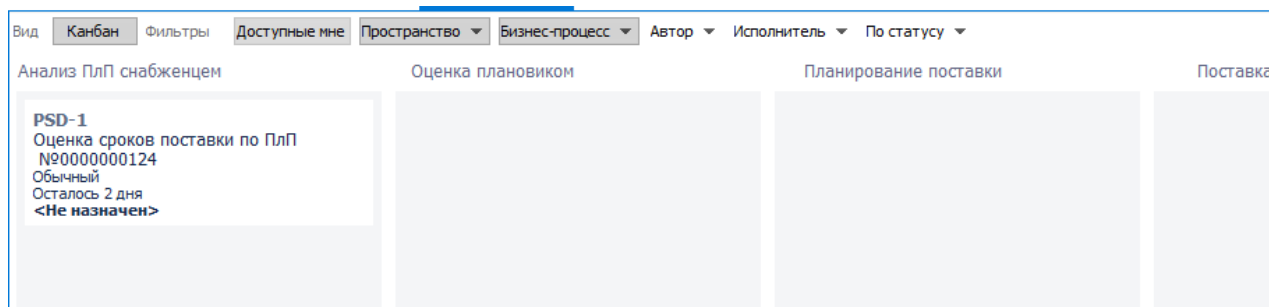 Вид Канбан Фильтры Доступные мне Пространство Бизнес-процесс Автор Исполнитель По статусу
Анализ ПлП снабженцем Оценка плановиком Планирование поставки Поставка
PSD-1
Оценка сроков поставки по ПлП
№0000000124
Обычный
Осталось 2 дня
<Не назначен>